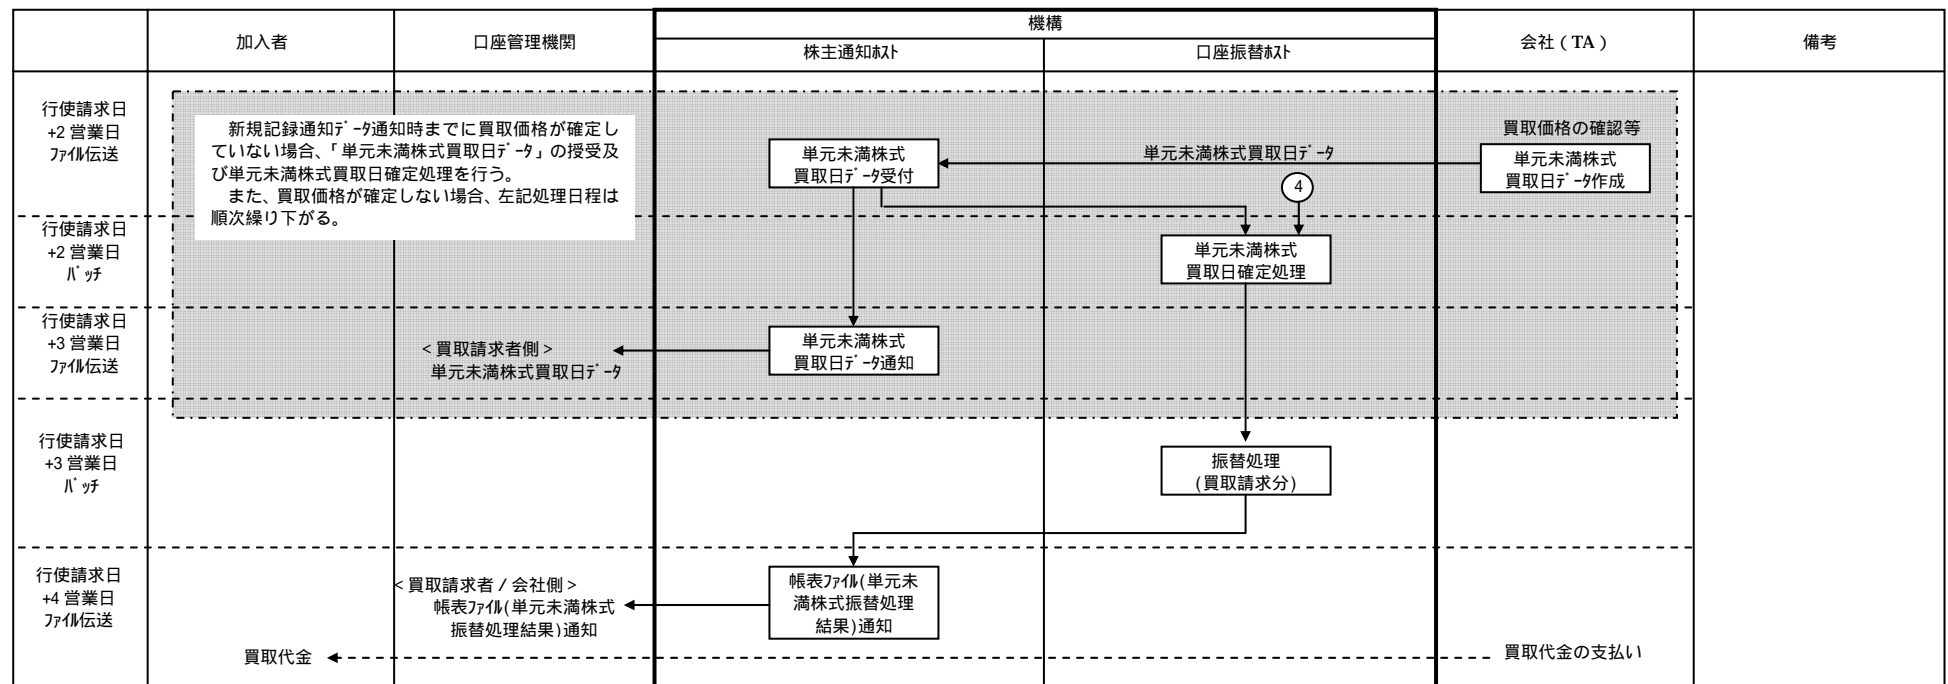 機構
加入者
口座管理機関
会社（TA）
備考
株主通知ﾎｽﾄ
口座振替ﾎｽﾄ
行使請求日
+2 営業日
ﾌｧｲﾙ伝送
新規記録通知ﾃﾞｰﾀ通知時までに買取価格が確定し
ていない場合、「単元未満株式買取日ﾃﾞｰﾀ」の授受及
び単元未満株式買取日確定処理を行う。
また、買取価格が確定しない場合、左記処理日程は
順次繰り下がる。
単元未満株式
買取日ﾃﾞｰﾀ受付
単元未満株式買取日ﾃﾞｰﾀ
買取価格の確認等
単元未満株式
買取日ﾃﾞｰﾀ作成
4
行使請求日
+2 営業日
ﾊﾞｯﾁ
単元未満株式
買取日確定処理
行使請求日
+3 営業日
ﾌｧｲﾙ伝送
＜買取請求者側＞
単元未満株式買取日ﾃﾞｰﾀ
単元未満株式
買取日ﾃﾞｰﾀ通知
行使請求日
+3 営業日
ﾊﾞｯﾁ
振替処理
(買取請求分)
行使請求日
+4 営業日
ﾌｧｲﾙ伝送
＜買取請求者／会社側＞
帳表ﾌｧｲﾙ(単元未満株式
振替処理結果)通知
帳表ﾌｧｲﾙ(単元未
満株式振替処理
結果)通知
買取代金
買取代金の支払い